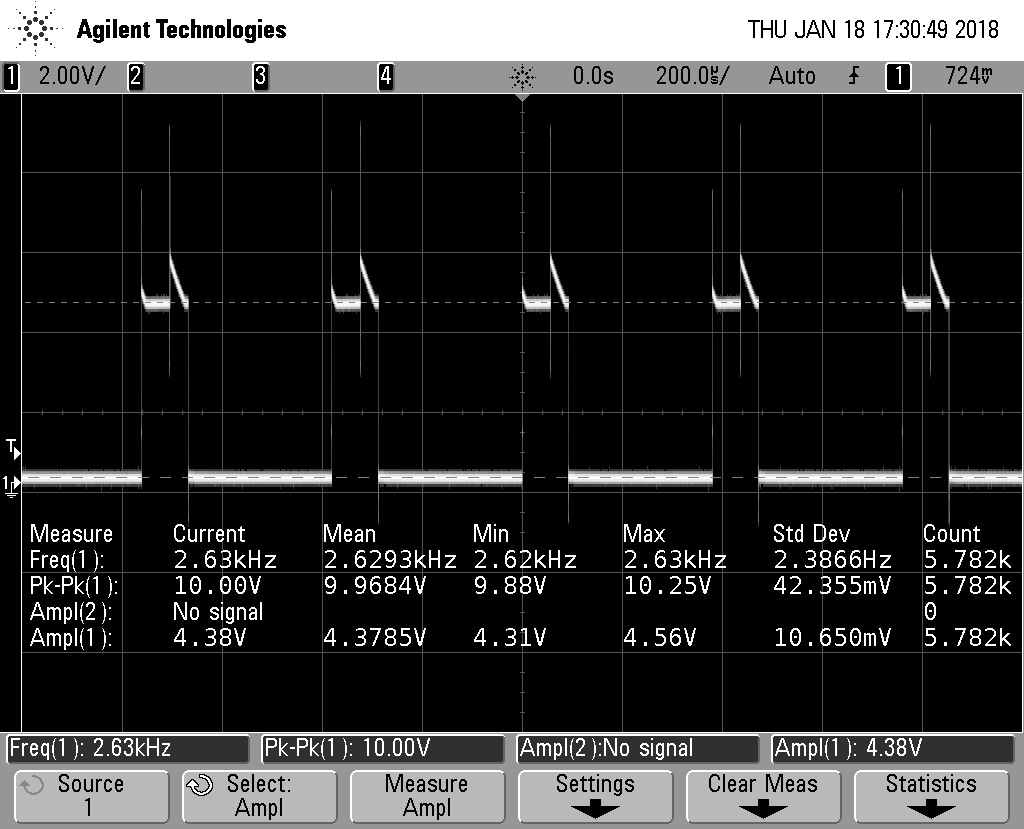 Agilent Technologies THU JAN 18 17:30:49 2018
1 2.00V/ 2 3 4 0.0s 200.0㎲/ Auto 1 724mV
T
1
Measure Current Mean Min Max Std Dev Count
Freq(1): 2.63kHz 2.6293kHz 2.62kHz 2.63kHz 2.3866Hz 5.782k
Pk-Pk(1): 10.00V 9.9684V 9.88V 10.25V 42.355mV 5.782k
Ampl(2): No signal 0
Ampl(1): 4.38V 4.3785V 4.31V 4.56V 10.650mV 5.782k
Freq(1): 2.63kHz Pk-Pk(1): 10.00V Ampl(2):No signal Ampl(1): 4.38V
Source Select: Measure Settings Clear Meas Statistics
1 Ampl Ampl